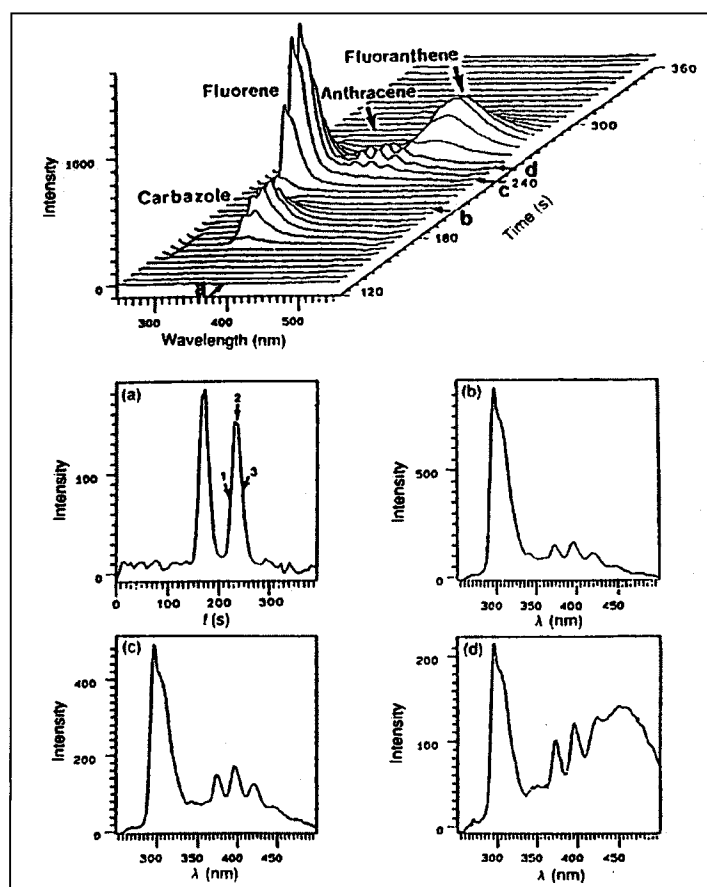 Fluoranthene
Fluorene
Anthracene
Carbazole
Intensity
1000
0
300
400
500
Wavelength (nm)
a
b
c
d
120
180
240
300
360
Time (s)
(a)
Intensity
100
0
1
2
3
0
100
200
300
t (s)
(b)
Intensity
500
0
300
350
400
450
λ (nm)
(c)
Intensity
400
200
0
300
350
400
450
λ (nm)
(d)
Intensity
200
100
0
300
350
400
450
λ (nm)